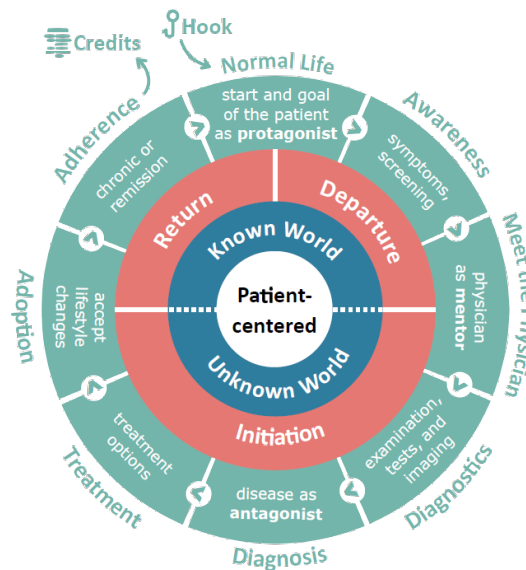 Credits
Hook
Normal Life
start and goal
of the patient
as protagonist
Awareness
symptoms,
screening
Meet the Physician
physician
as mentor
Diagnostics
examination,
tests, and
imaging
Diagnosis
disease as
antagonist
Treatment
treatment
options
Adoption
accept
lifestyle
changes
Adherence
chronic or
remission
Return
Departure
Initiation
Known World
Unknown World
Patient-
centered